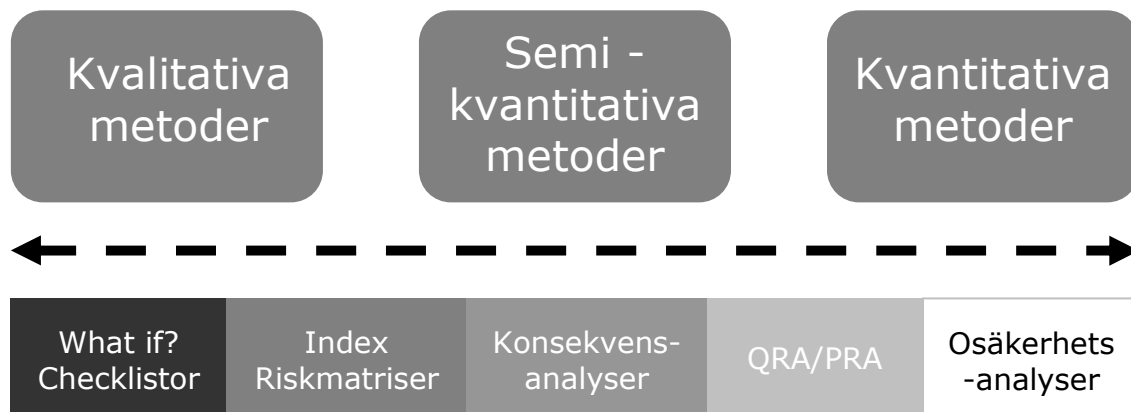 Kvalitativa
metoder
Semi -
kvantitativa
metoder
Kvantitativa
metoder
What if?
Checklistor
Index
Riskmatriser
Konsekvens-
analyser
QRA/PRA
Osäkerhets
-analyser